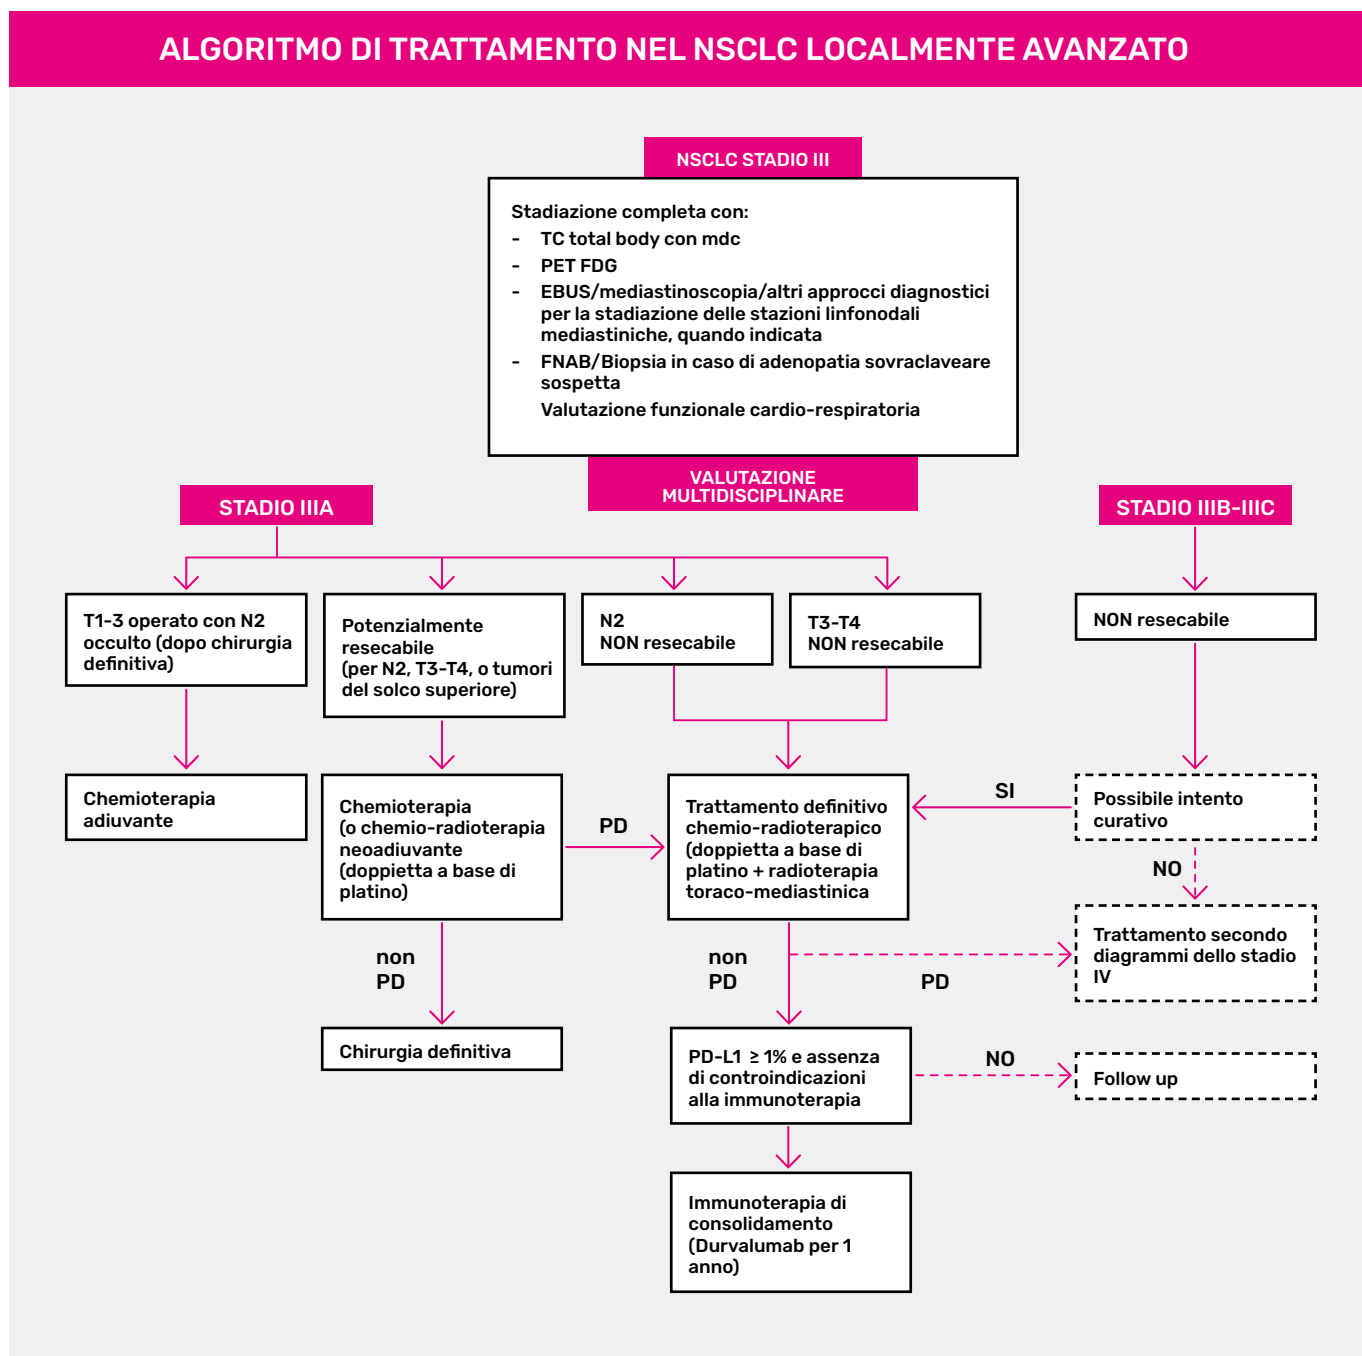 ALGORITMO DI TRATTAMENTO NEL NSCLC LOCALMENTE AVANZATO
NSCLC STADIO III
Stadiazione completa con:
- TC total body con mdc
- PET FDG
- EBUS/mediastinoscopia/altri approcci diagnostici
per la stadiazione delle stazioni linfonodali
mediastiniche, quando indicata
- FNAB/Biopsia in caso di adenopatia sovraclaveare
sospetta
Valutazione funzionale cardio-respiratoria
VALUTAZIONE
MULTIDISCIPLINARE
STADIO IIIA
STADIO IIIB-IIIC
T1-3 operato con N2
occulto (dopo chirurgia
definitiva)
Potenzialmente
resecabile
(per N2, T3-T4, o tumori
del solco superiore)
N2
NON resecabile
T3-T4
NON resecabile
NON resecabile
Chemioterapia
adiuvante
Chemioterapia
(o chemio-radioterapia
neoadiuvante
(doppietta a base di
platino)
PD
Trattamento definitivo
chemio-radioterapico
(doppietta a base di
platino + radioterapia
toraco-mediastinica
SI
Possibile intento
curativo
NO
Trattamento secondo
diagrammi dello stadio
IV
non
PD
non
PD
PD
Chirurgia definitiva
PD-L1 ≥ 1% e assenza
di controindicazioni
alla immunoterapia
NO
Follow up
Immunoterapia di
consolidamento
(Durvalumab per 1
anno)